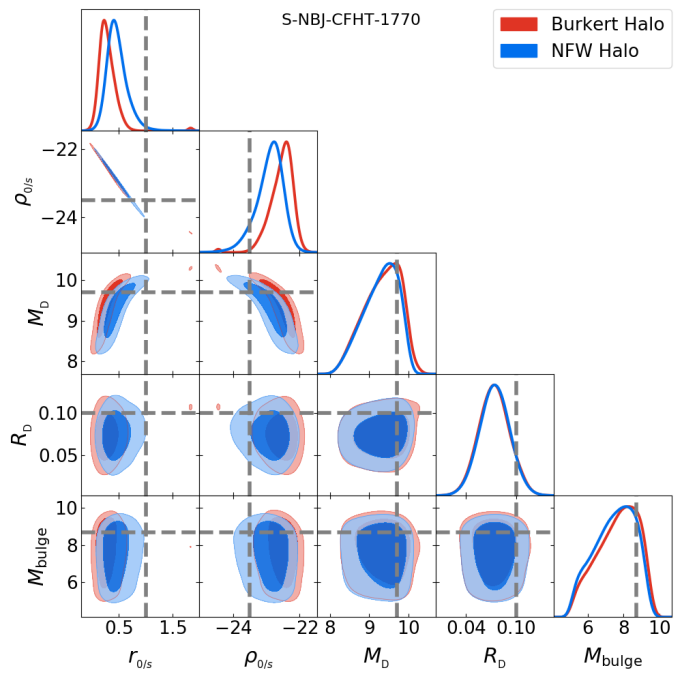 S-NBJ-CFHT-1770
Burkert Halo
NFW Halo
−22
−24
ρ0/s
10
9
8
MD
0.10
0.05
RD
10
8
6
Mbulge
0.5 1.5 −24 −22 8 9 10 0.04 0.10 6 8 10
r0/s ρ0/s MD RD Mbulge